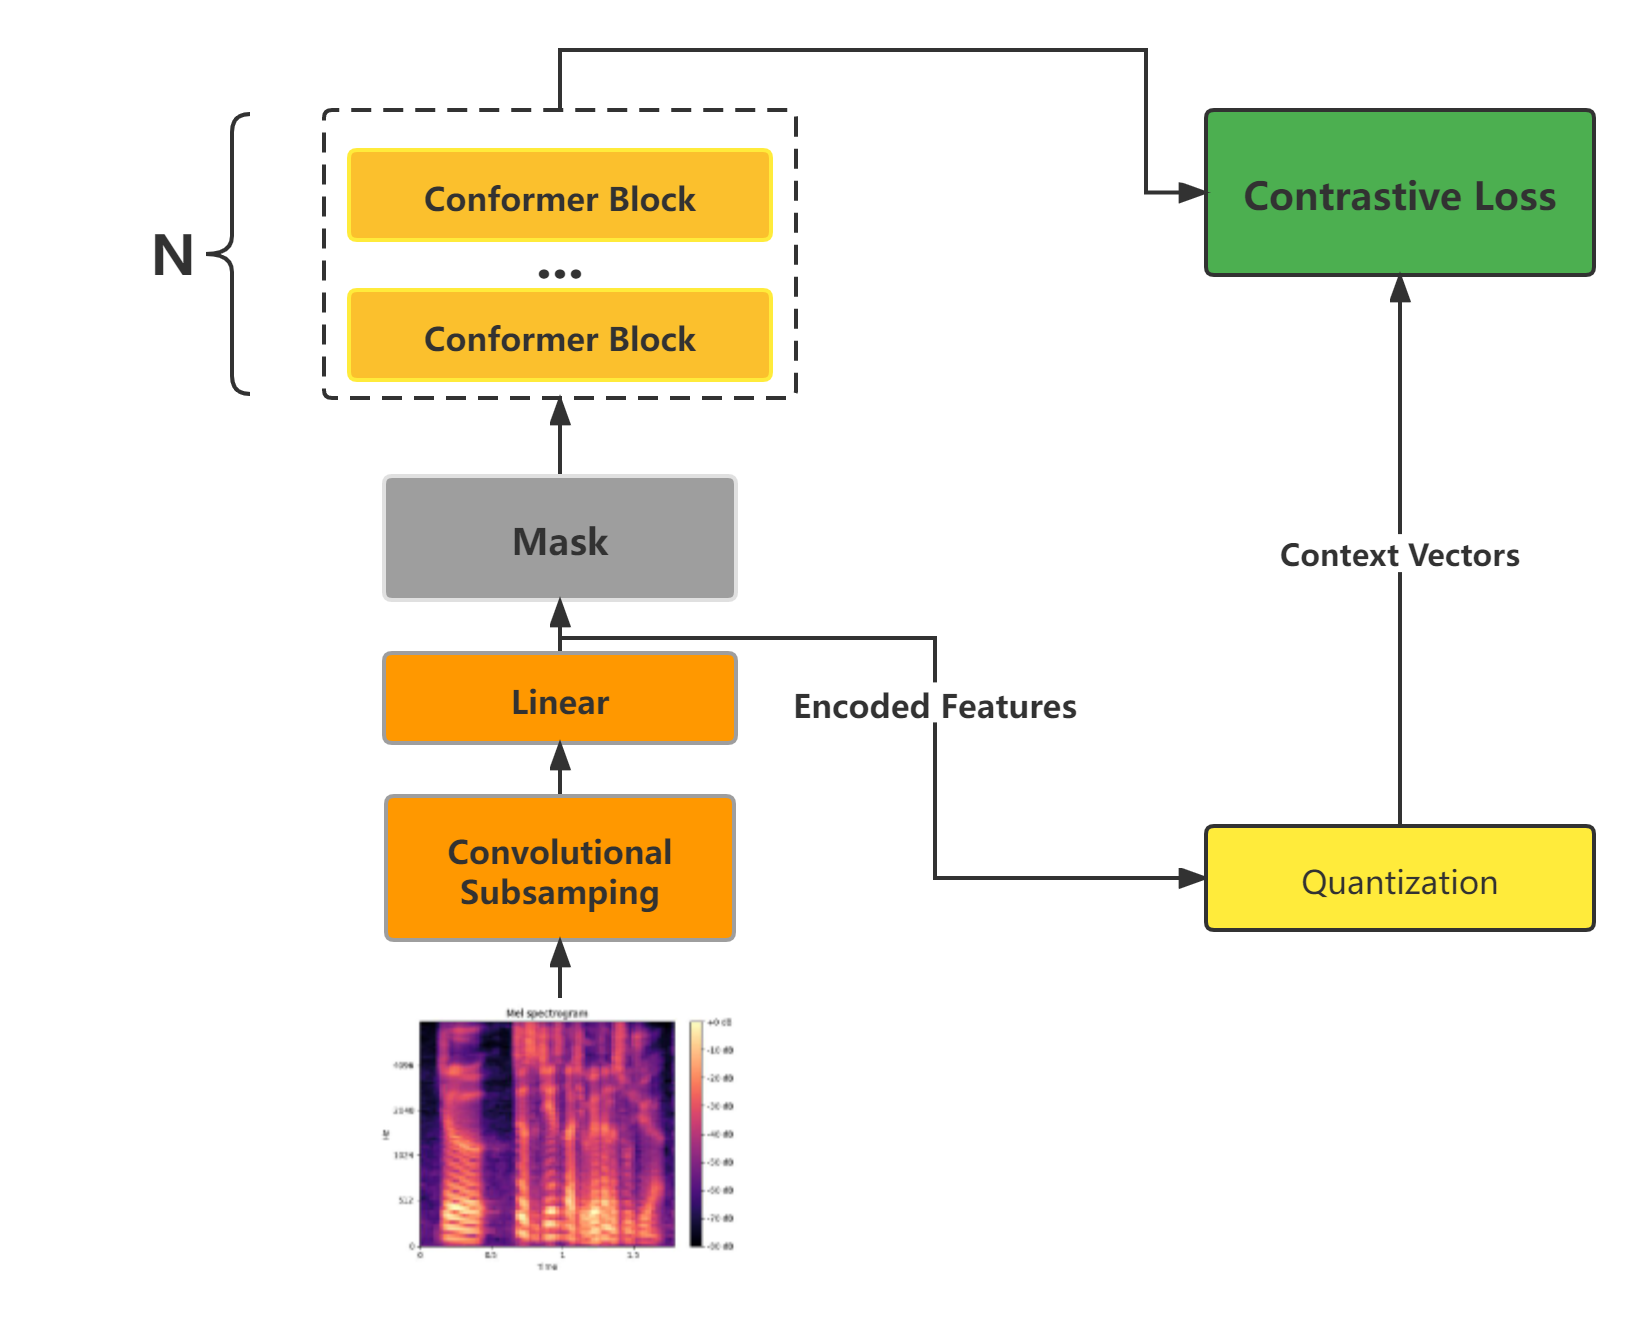 N
Conformer Block
...
Conformer Block
Contrastive Loss
Mask
Context Vectors
Linear
Encoded Features
Convolutional
Subsamping
Quantization
Mel spectrogram
+0 dB
-10 dB
-20 dB
-30 dB
-40 dB
-50 dB
-60 dB
-70 dB
-80 dB
4096
2048
1024
512
0
Hz
0
0.5
1
1.5
Time